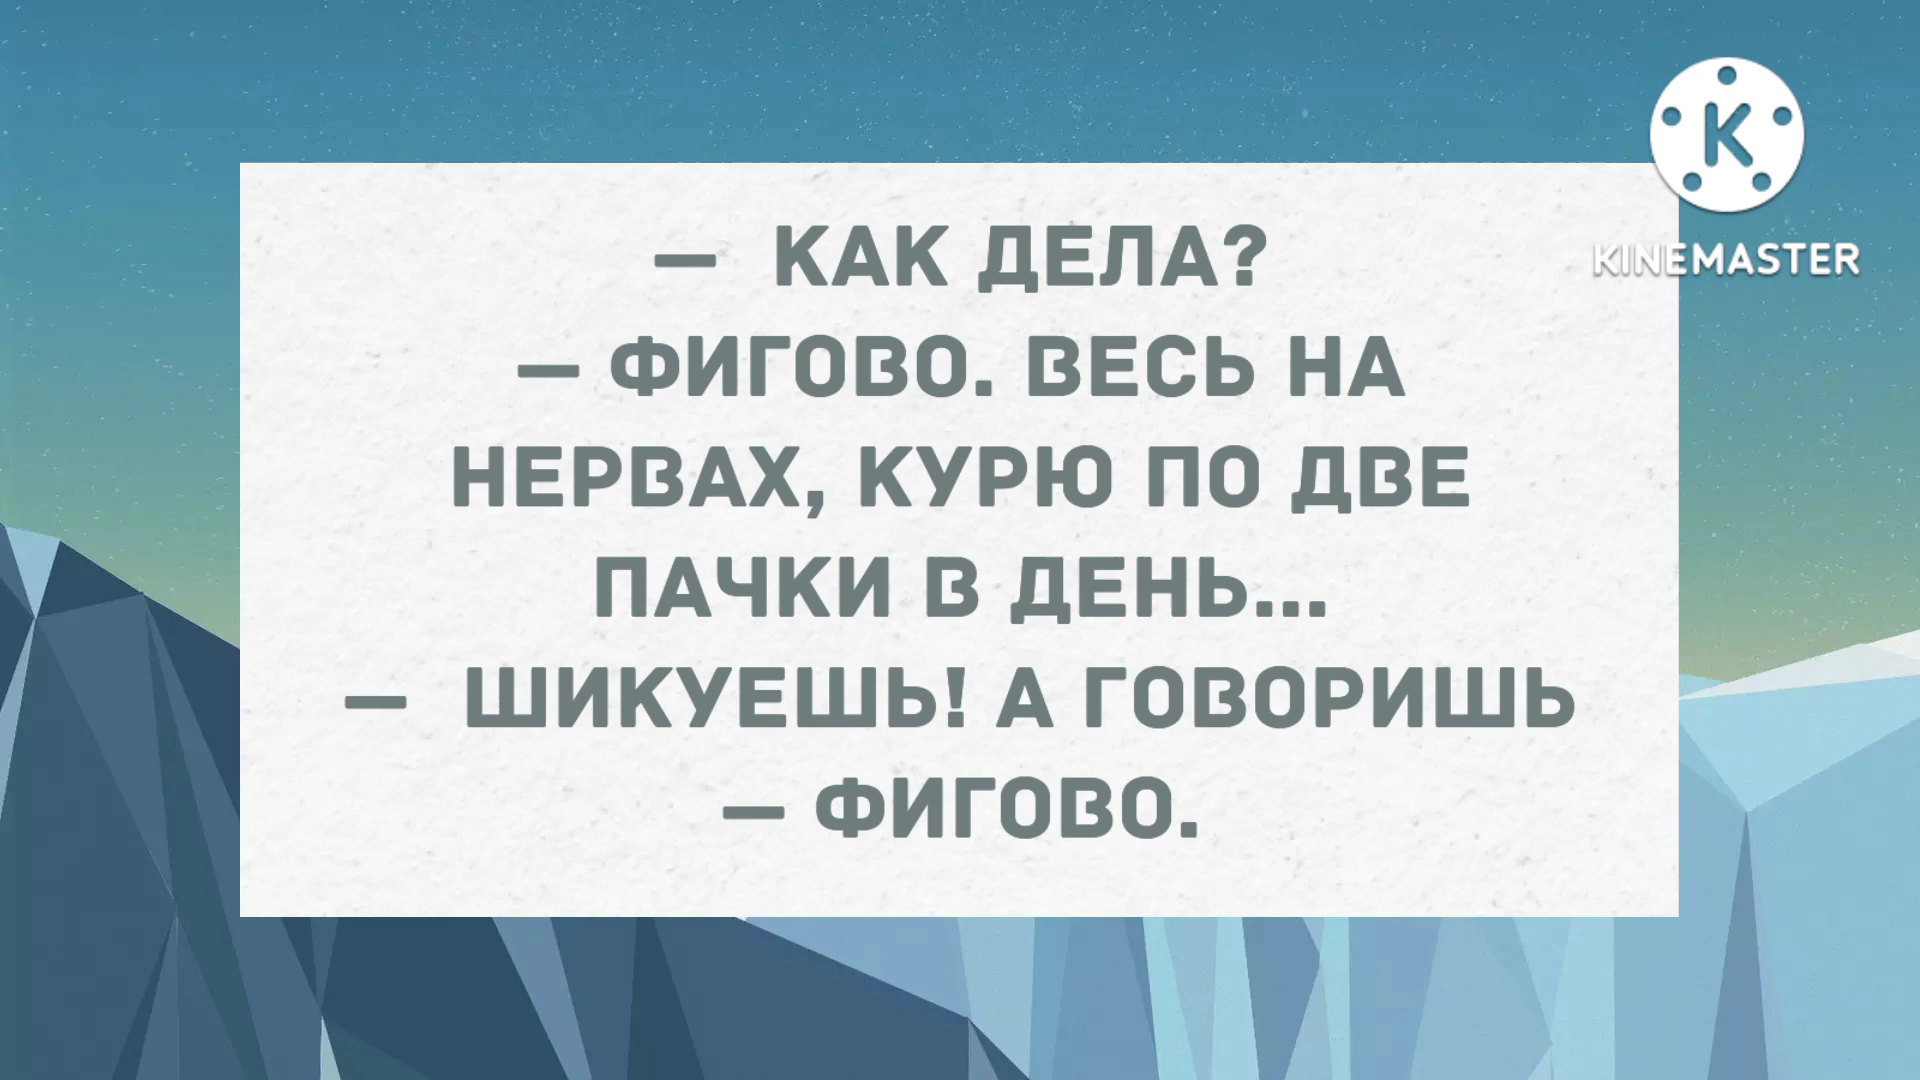 — КАК ДЕЛА?
— ФИГОВО. ВЕСЬ НА
НЕРВАХ, КУРЮ ПО ДВЕ
ПАЧКИ В ДЕНЬ...
— ШИКУЕШЬ! А ГОВОРИШЬ
— ФИГОВО.
K
KINEMASTER